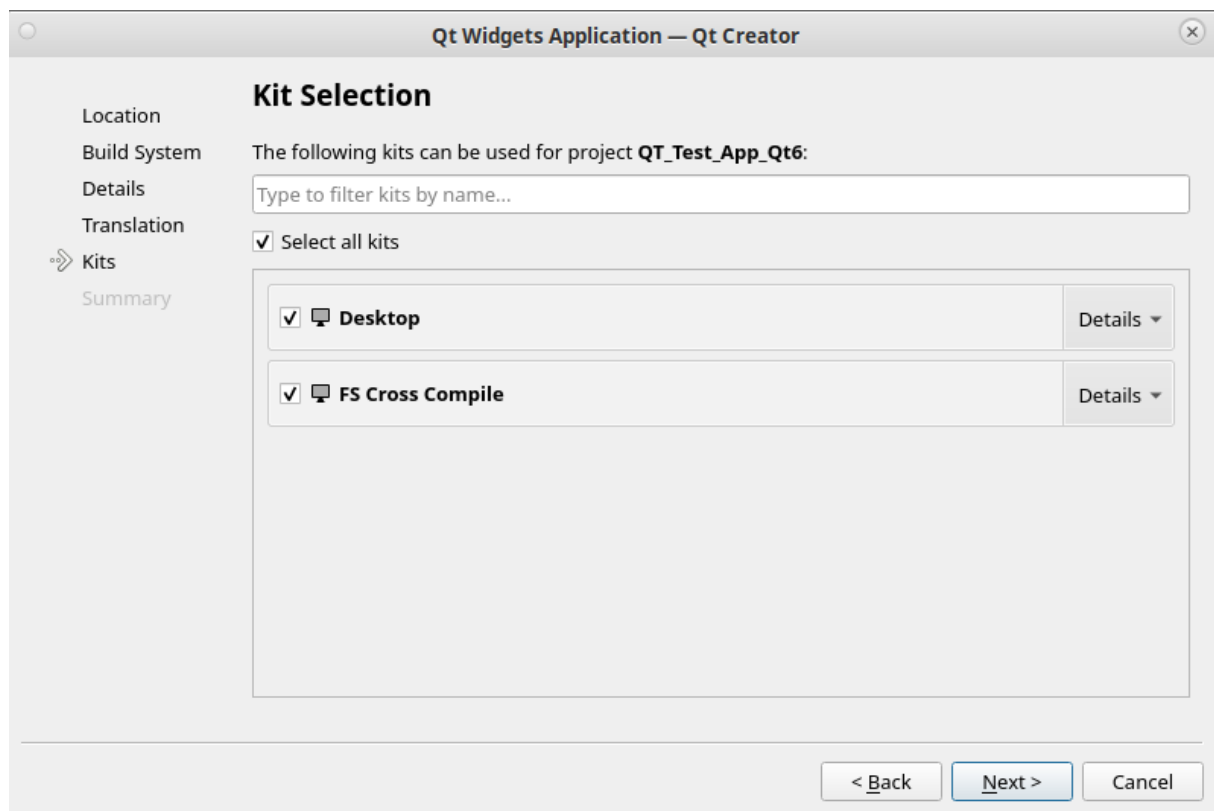 Qt Widgets Application — Qt Creator
Location
Build System
Details
Translation
Kits
Summary
Kit Selection
The following kits can be used for project QT_Test_App_Qt6:
Type to filter kits by name...
Select all kits
Desktop
Details
FS Cross Compile
Details
< Back
Next >
Cancel